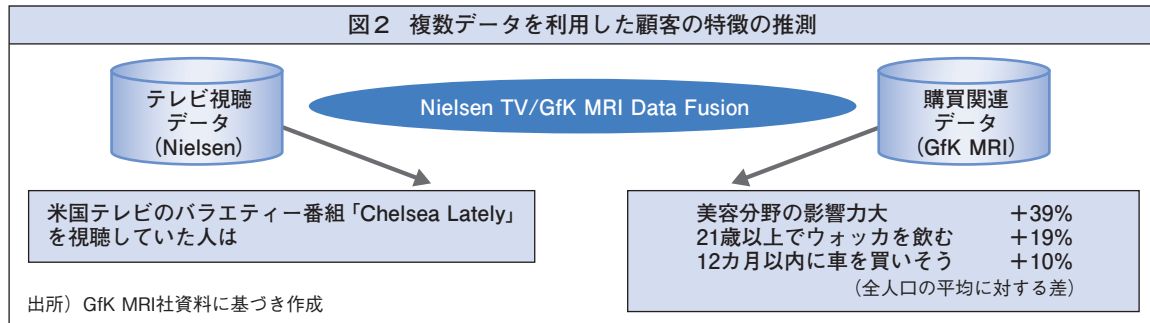 図2 複数データを利用した顧客の特徴の推測
テレビ視聴
データ
(Nielsen)
Nielsen TV/GfK MRI Data Fusion
購買関連
データ
(GfK MRI)
米国テレビのバラエティー番組「Chelsea Lately」
を視聴していた人は
美容分野の影響力大 +39%
21歳以上でウォッカを飲む +19%
12カ月以内に車を買いそう +10%
(全人口の平均に対する差)
出所)GfK MRI社資料に基づき作成